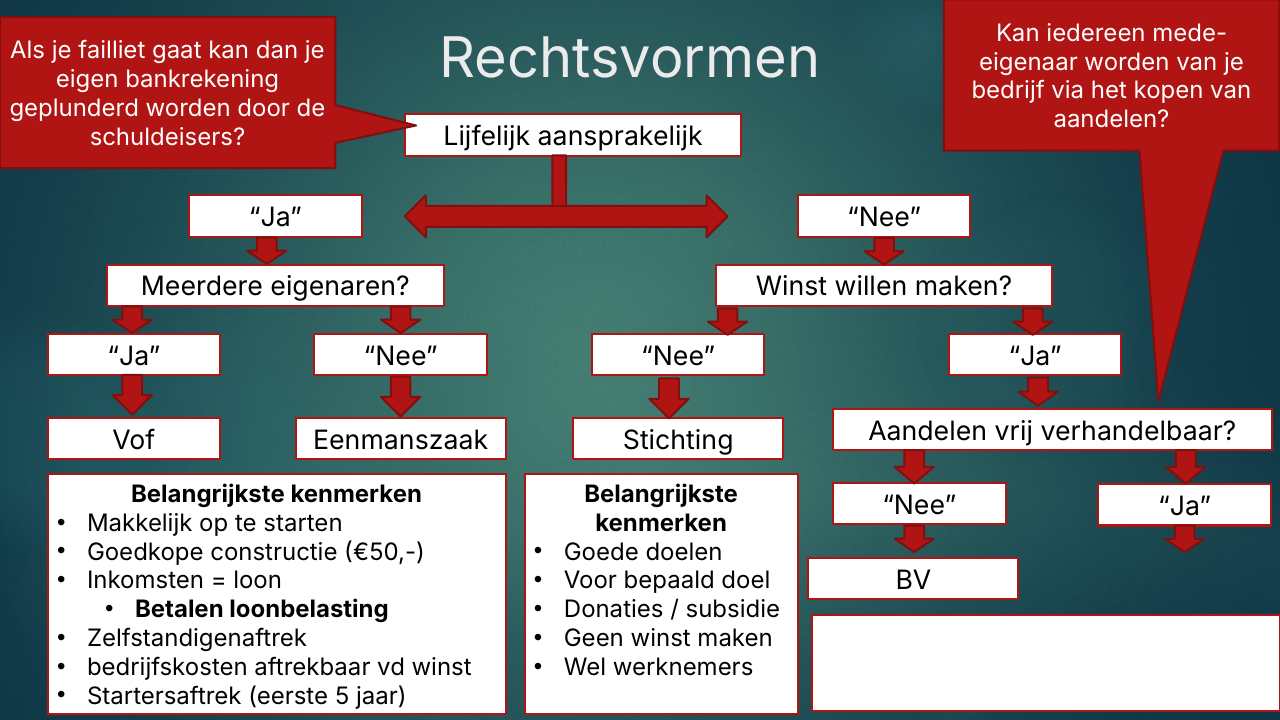 Als je failliet gaat kan dan je
eigen bankrekening
geplunderd worden door de
schuldeisers?
Rechtsvormen
Kan iedereen mede-
eigenaar worden van je
bedrijf via het kopen van
aandelen?
Lijfelijk aansprakelijk
“Ja”
“Nee”
Meerdere eigenaren?
Winst willen maken?
“Ja”
“Nee”
“Nee”
“Ja”
Vof
Eenmanszaak
Stichting
Aandelen vrij verhandelbaar?
“Nee”
“Ja”
BV
Belangrijkste kenmerken
• Makkelijk op te starten
• Goedkope constructie (€50,-)
• Inkomsten = loon
• Betalen loonbelasting
• Zelfstandigenaftrek
• bedrijfskosten aftrekbaar vd winst
• Startersaftrek (eerste 5 jaar)
Belangrijkste
kenmerken
• Goede doelen
• Voor bepaald doel
• Donaties / subsidie
• Geen winst maken
• Wel werknemers